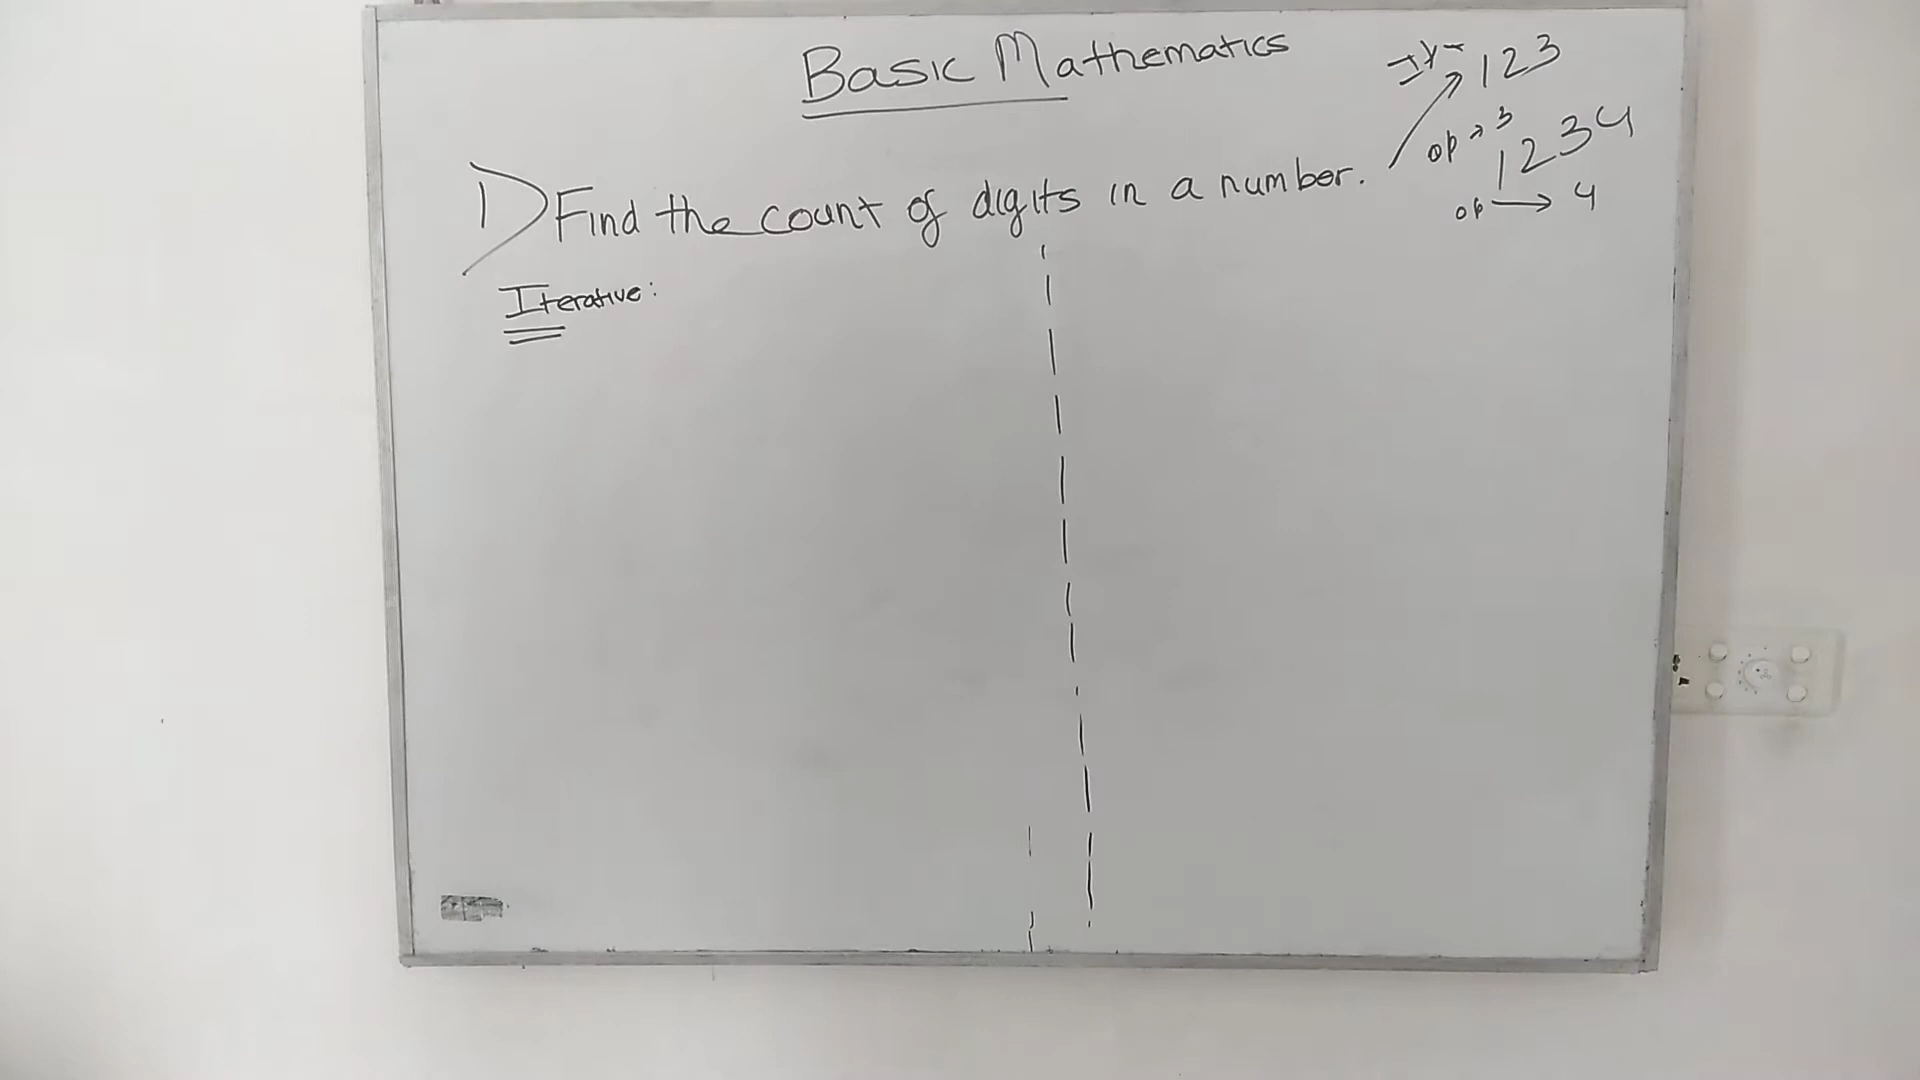 Basic Mathematics
123
op → 3
1234
op → 4
1) Find the count of digits in a number.
Iterative: